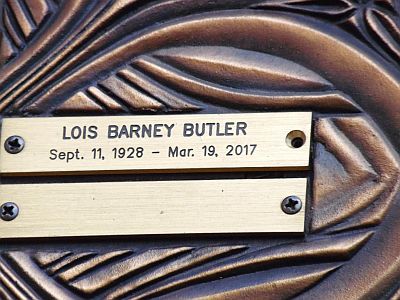 LOIS BARNEY BUTLER
Sept. 11, 1928 – Mar. 19, 2017